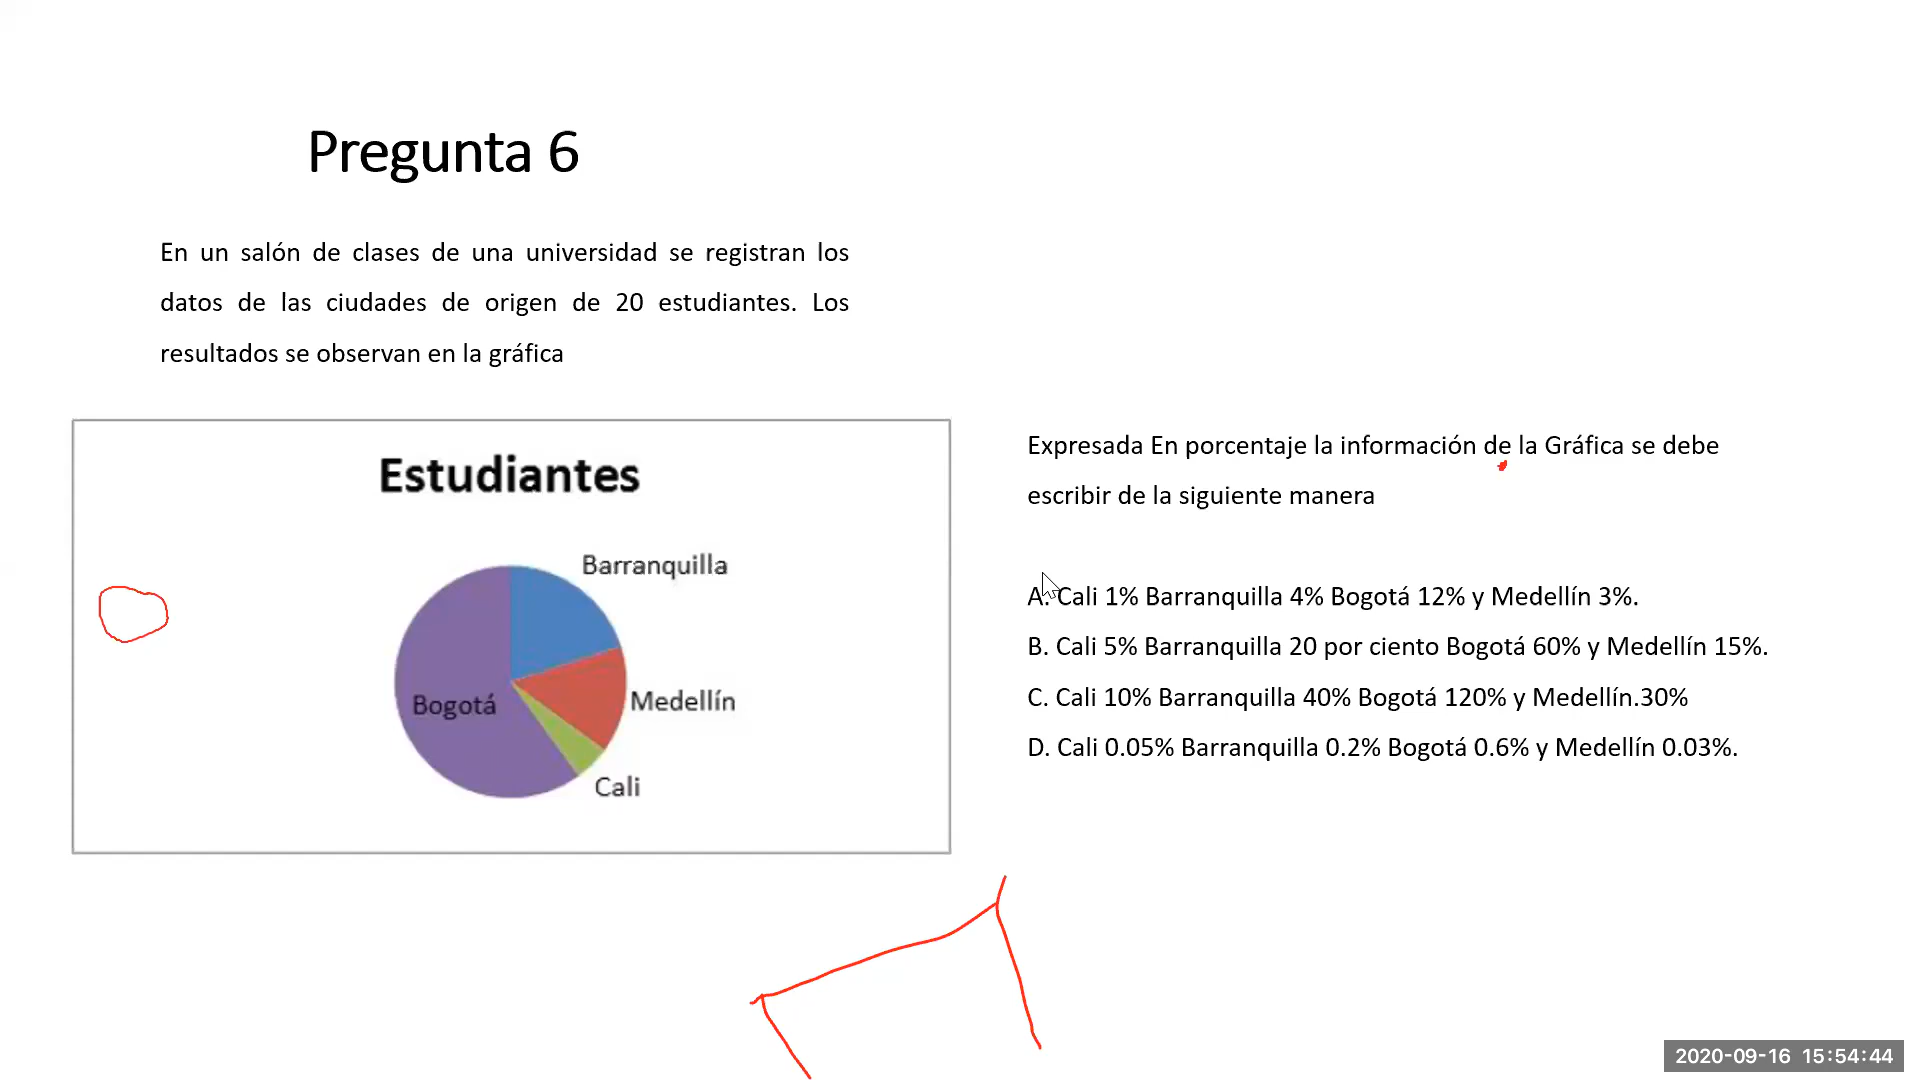 Pregunta 6
En un salón de clases de una universidad se registran los
datos de las ciudades de origen de 20 estudiantes. Los
resultados se observan en la gráfica
Estudiantes
Barranquilla
Medellín
Bogotá
Cali
Expresada En porcentaje la información de la Gráfica se debe
escribir de la siguiente manera
A. Cali 1% Barranquilla 4% Bogotá 12% y Medellín 3%.
B. Cali 5% Barranquilla 20 por ciento Bogotá 60% y Medellín 15%.
C. Cali 10% Barranquilla 40% Bogotá 120% y Medellín.30%
D. Cali 0.05% Barranquilla 0.2% Bogotá 0.6% y Medellín 0.03%.
2020-09-16 15:54:44